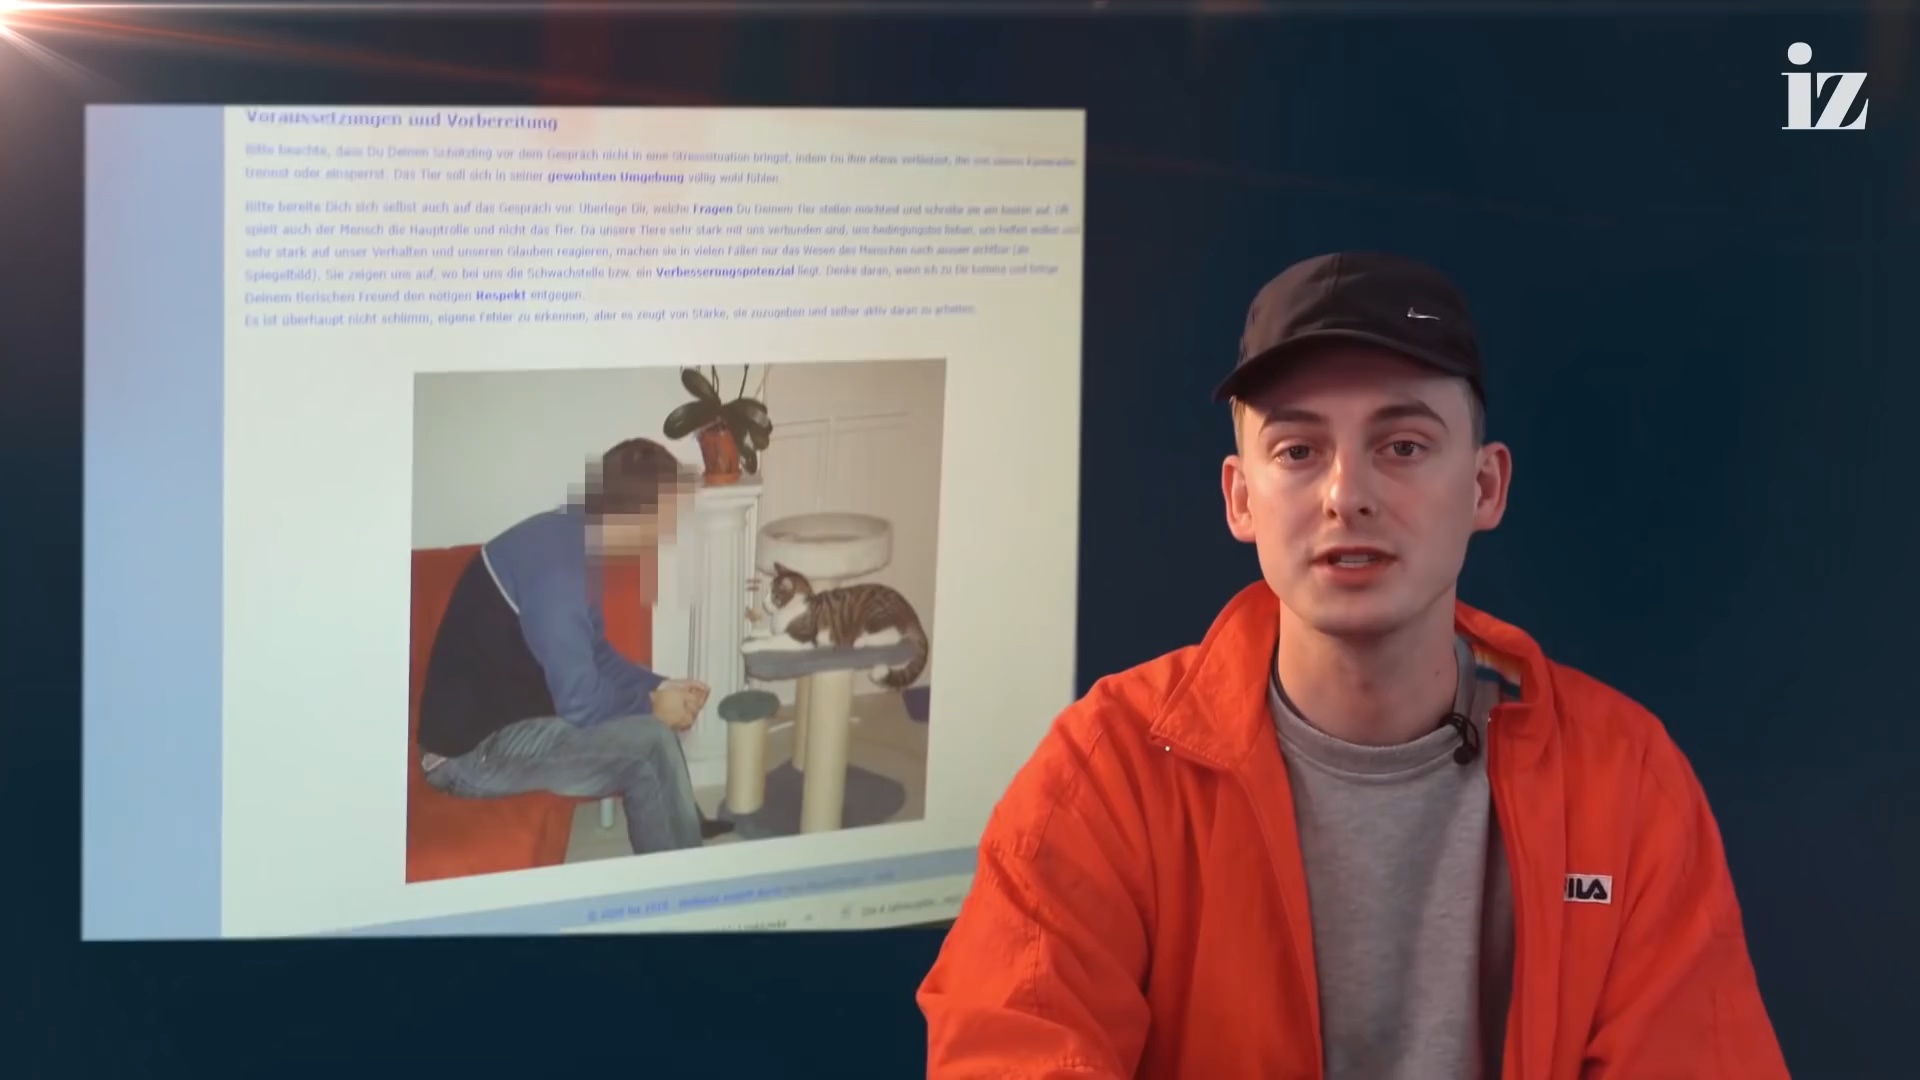 iz
Voraussetzungen und Vorbereitung
Bitte beachte, dass Du Deinen Schützling vor dem Gespräch nicht in eine Stresssituation bringst, indem Du ihm etwas
trennst oder einsperrst. Das Tier soll sich in seiner gewohnten Umgebung völlig wohl fühlen.
Bitte bereite Dich sich selbst auch auf das Gespräch vor. Überlege Dir, welche Fragen Du Deinem Tier stellen möchtest und schreibe sie am besten auf. Oft
spielt auch der Mensch die Hauptrolle und nicht das Tier. Da unsere Tiere sehr stark mit uns verbunden sind, uns bedingungslos lieben, uns helfen wollen und
sehr stark auf unser Verhalten und unseren Glauben reagieren, machen sie in vielen Fällen nur das Wesen des Menschen nach aussen sichtbar (als
Spiegelbild). Sie zeigen uns auf, wo bei uns die Schwachstelle bzw. ein Verbesserungspotenzial liegt. Denke daran, wenn ich zu Dir komme und bringe
Deinem tierischen Freund den nötigen Respekt entgegen.
Es ist überhaupt nicht schlimm, eigene Fehler zu erkennen, aber es zeugt von Stärke, sie zuzugeben und selber aktiv daran zu arbeiten.
ILA